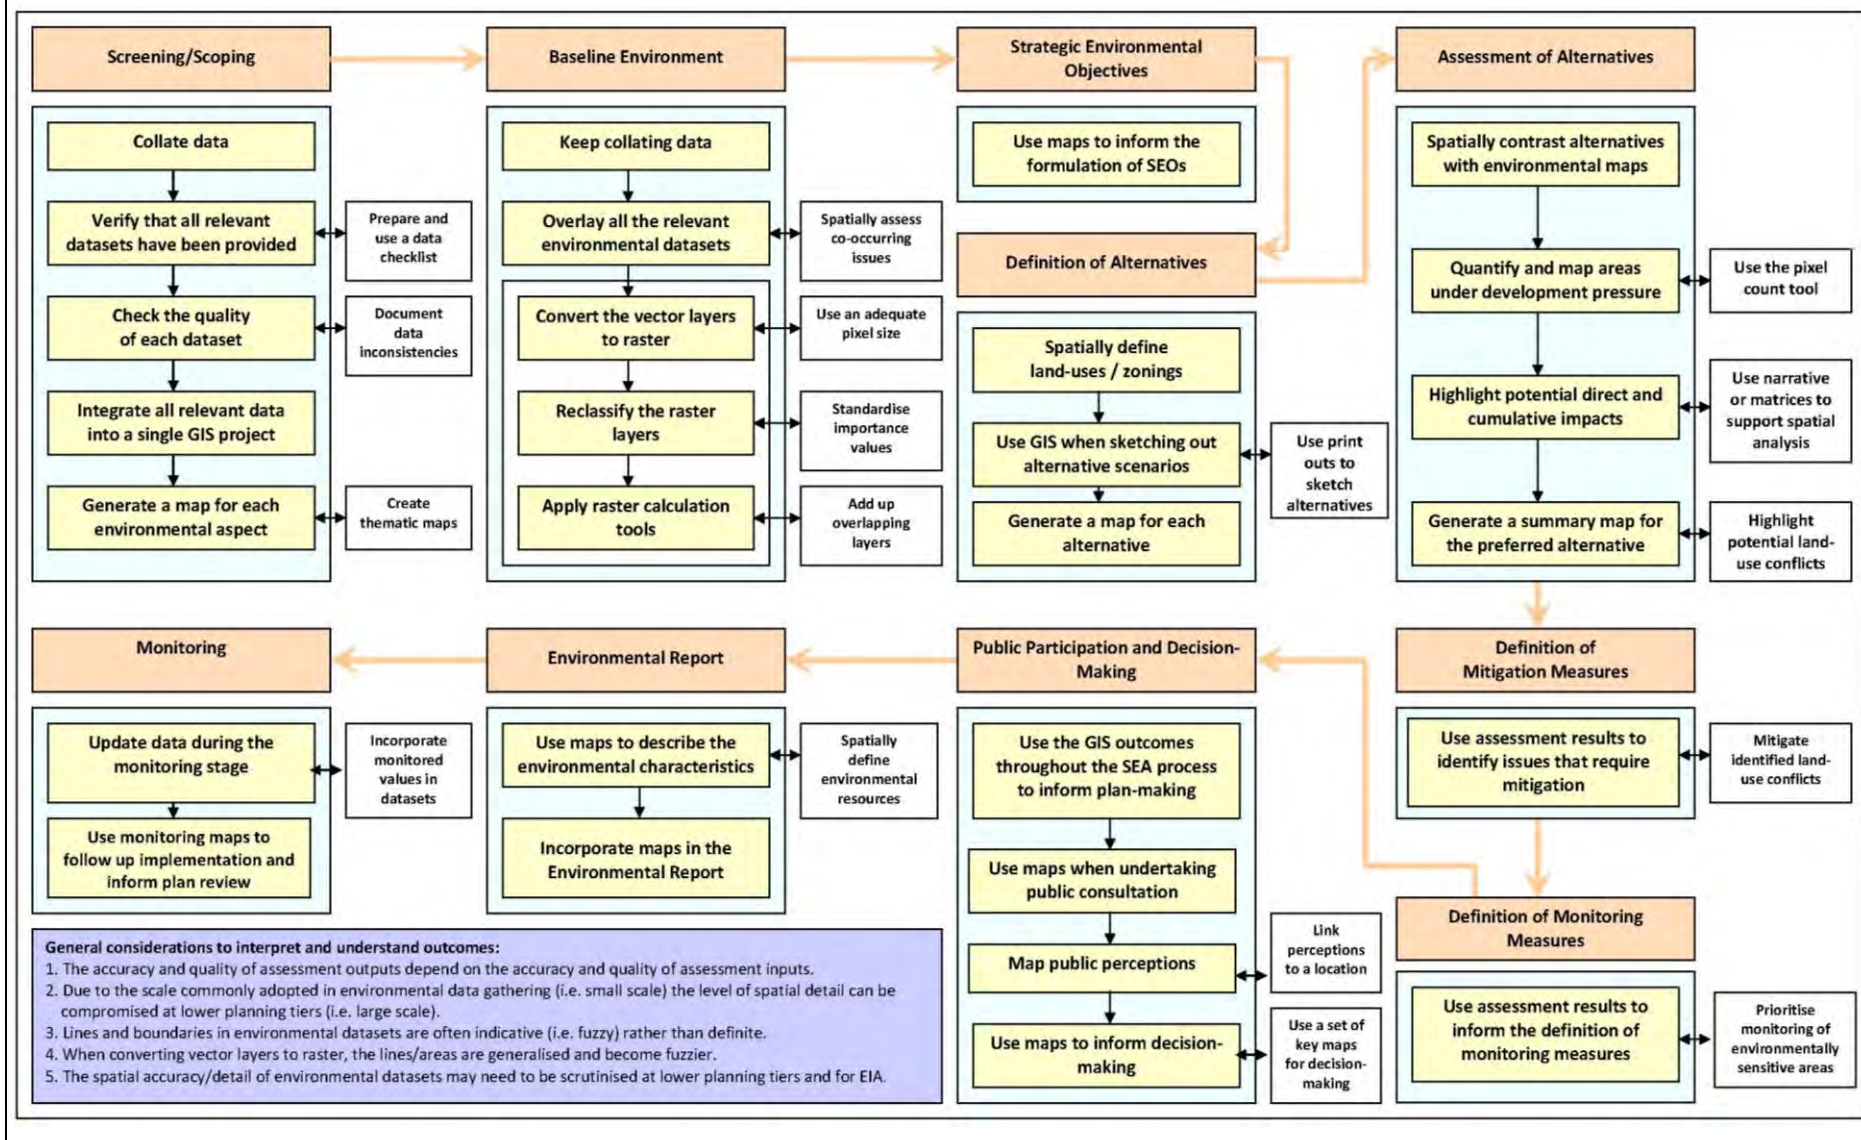 Screening/Scoping
Collate data
Verify that all relevant
datasets have been provided
Prepare and
use a data
checklist
Check the quality
of each dataset
Document
data
inconsistencies
Integrate all relevant data
into a single GIS project
Generate a map for each
environmental aspect
Create
thematic maps
Baseline Environment
Keep collating data
Overlay all the relevant
environmental datasets
Spatially assess
co-occurring
issues
Convert the vector layers
to raster
Use an adequate
pixel size
Reclassify the raster
layers
Standardise
importance
values
Apply raster calculation
tools
Add up
overlapping
layers
Strategic Environmental
Objectives
Use maps to inform the
formulation of SEOs
Definition of Alternatives
Spatially define
land-uses / zonings
Use GIS when sketching out
alternative scenarios
Use print
outs to
sketch
alternatives
Generate a map for each
alternative
Assessment of Alternatives
Spatially contrast alternatives
with environmental maps
Quantify and map areas
under development pressure
Use the pixel
count tool
Highlight potential direct and
cumulative impacts
Use narrative
or matrices to
support spatial
analysis
Generate a summary map for
the preferred alternative
Highlight
potential land-
use conflicts
Definition of
Mitigation Measures
Use assessment results to
identify issues that require
mitigation
Mitigate
identified land-
use conflicts
Definition of Monitoring
Measures
Use assessment results to
inform the definition of
monitoring measures
Prioritise
monitoring of
environmentally
sensitive areas
Public Participation and Decision-
Making
Use the GIS outcomes
throughout the SEA process
to inform plan-making
Use maps when undertaking
public consultation
Map public perceptions
Link
perceptions
to a location
Use maps to inform decision-
making
Use a set of
key maps
for decision-
making
Environmental Report
Use maps to describe the
environmental characteristics
Spatially
define
environmental
resources
Incorporate maps in the
Environmental Report
Monitoring
Update data during the
monitoring stage
Incorporate
monitored
values in
datasets
Use monitoring maps to
follow up implementation and
inform plan review
General considerations to interpret and understand outcomes:
1. The accuracy and quality of assessment outputs depend on the accuracy and quality of assessment inputs.
2. Due to the scale commonly adopted in environmental data gathering (i.e. small scale) the level of spatial detail can be
compromised at lower planning tiers (i.e. large scale).
3. Lines and boundaries in environmental datasets are often indicative (i.e. fuzzy) rather than definite.
4. When converting vector layers to raster, the lines/areas are generalised and become fuzzier.
5. The spatial accuracy/detail of environmental datasets may need to be scrutinised at lower planning tiers and for EIA.